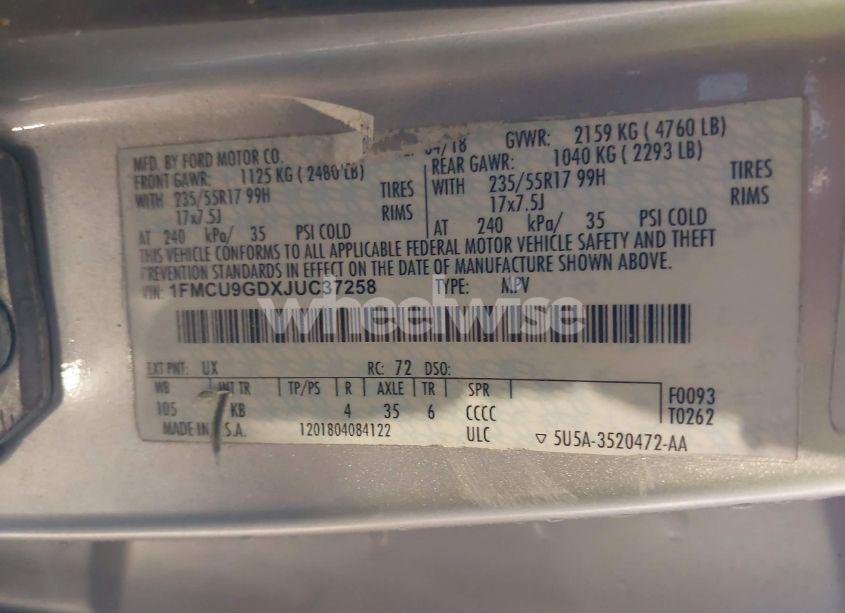 MFD. BY FORD MOTOR CO. 04/18 GVWR: 2159 KG ( 4760 LB)
FRONT GAWR: 1125 KG ( 2480 LB) REAR GAWR: 1040 KG ( 2293 LB)
WITH 235/55R17 99H TIRES WITH 235/55R17 99H TIRES
17x7.5J RIMS 17x7.5J RIMS
AT 240 kPa/ 35 PSI COLD AT 240 kPa/ 35 PSI COLD
THIS VEHICLE CONFORMS TO ALL APPLICABLE FEDERAL MOTOR VEHICLE SAFETY AND THEFT
PREVENTION STANDARDS IN EFFECT ON THE DATE OF MANUFACTURE SHOWN ABOVE.
VIN: 1FMCU9GDXJUC37258 TYPE: MPV
wheelwise
EXT PNT: UX RC: 72 DSO:
WB INT TR TP/PS R AXLE TR SPR F0093
105 KB 4 35 6 CCCC T0262
MADE IN U.S.A. 1201804084122 ULC ▽ 5U5A-3520472-AA